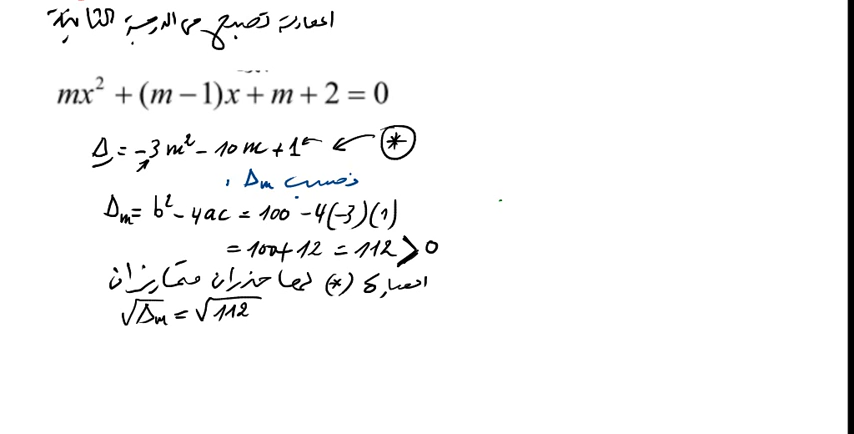 المعادلة تصبح من الدرجة الثانية
mx² + (m − 1)x + m + 2 = 0
Δ = -3m² - 10m + 1 ← (*)
نحسب Δm
Δm = b² - 4ac = 100 - 4(-3)(1)
= 100 + 12 = 112 > 0
العبارة (*) لها جذران متمايزان
√Δm = √112